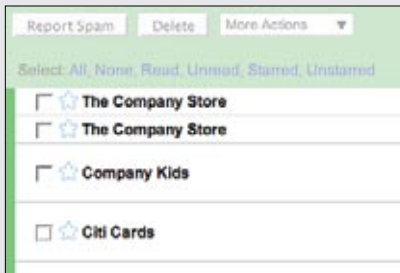 Report Spam Delete More Actions
Select: All, None, Read, Unread, Starred, Unstarred
The Company Store
The Company Store
Company Kids
Citi Cards